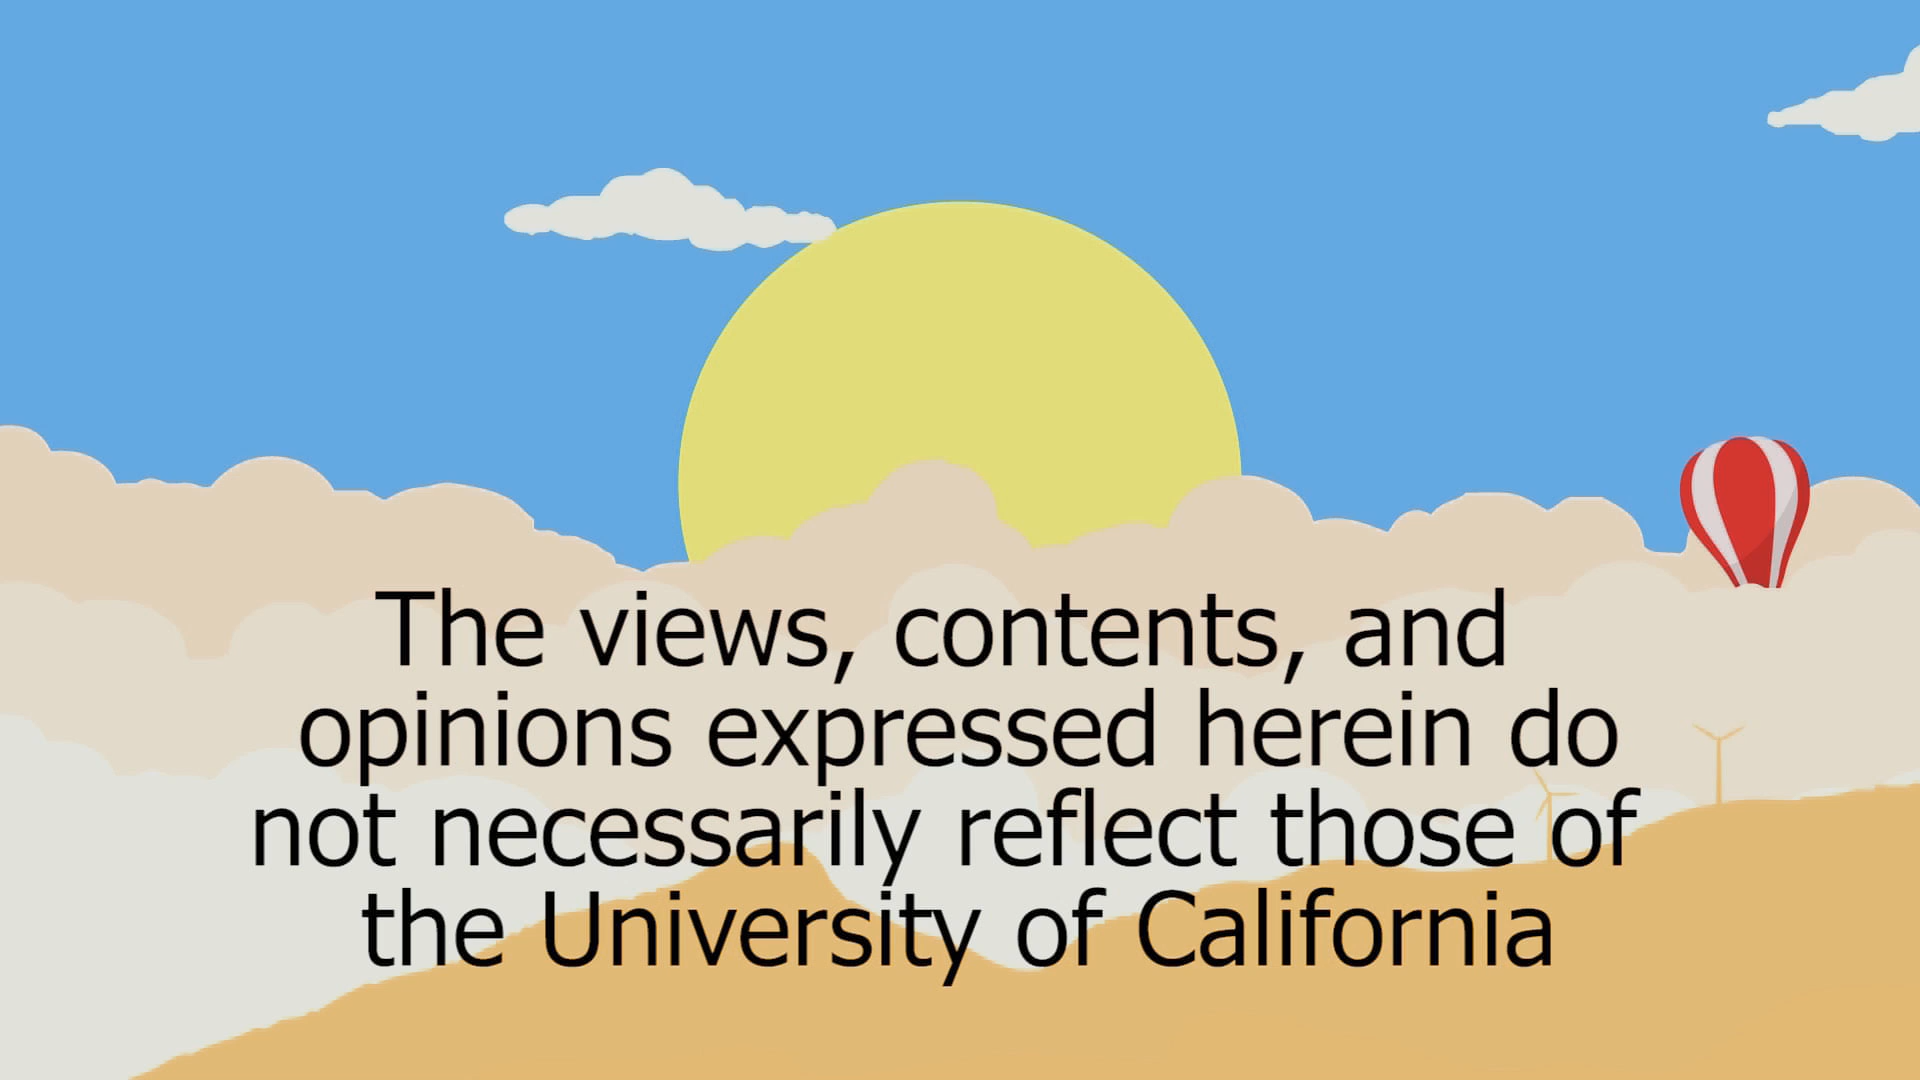 The views, contents, and
opinions expressed herein do
not necessarily reflect those of
the University of California